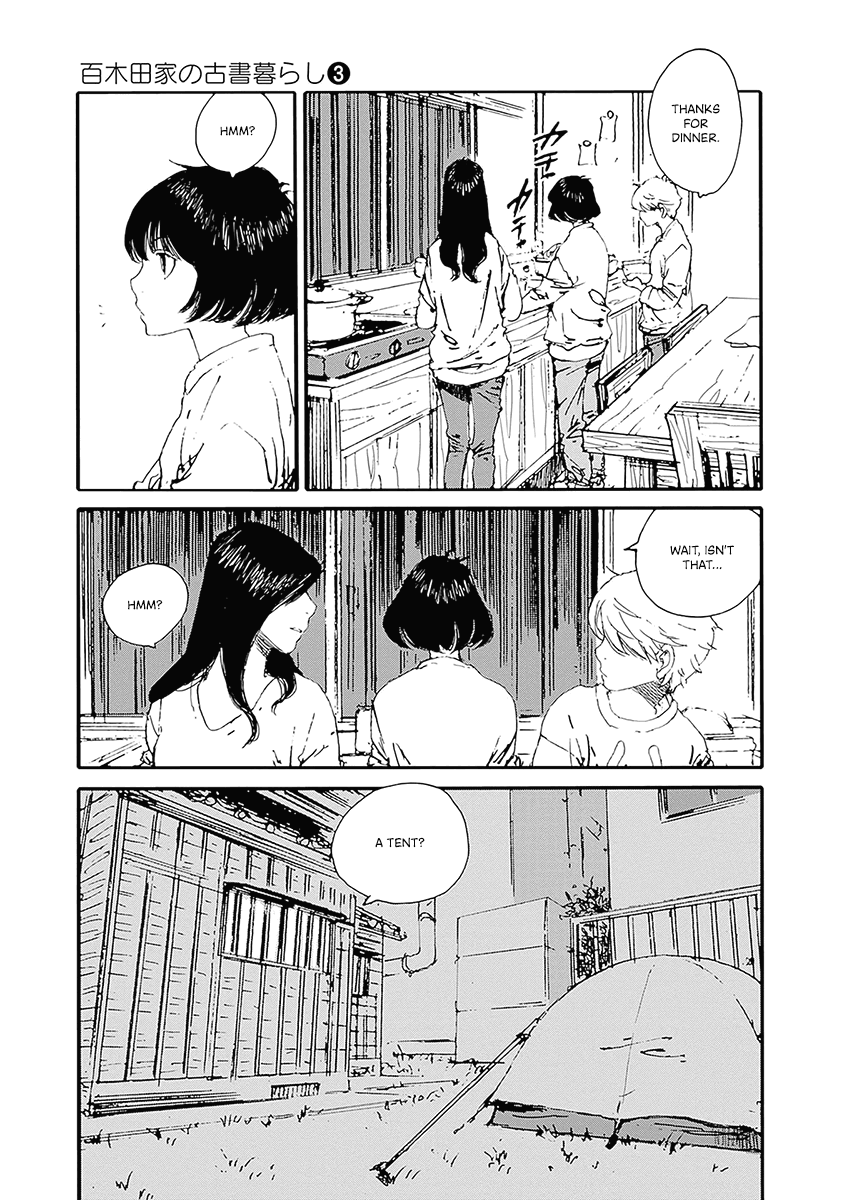 百木田家の古書暮らし❸
THANKS
FOR
DINNER.
カチャ
カチャ
HMM?
WAIT, ISN'T
THAT...
HMM?
A TENT?